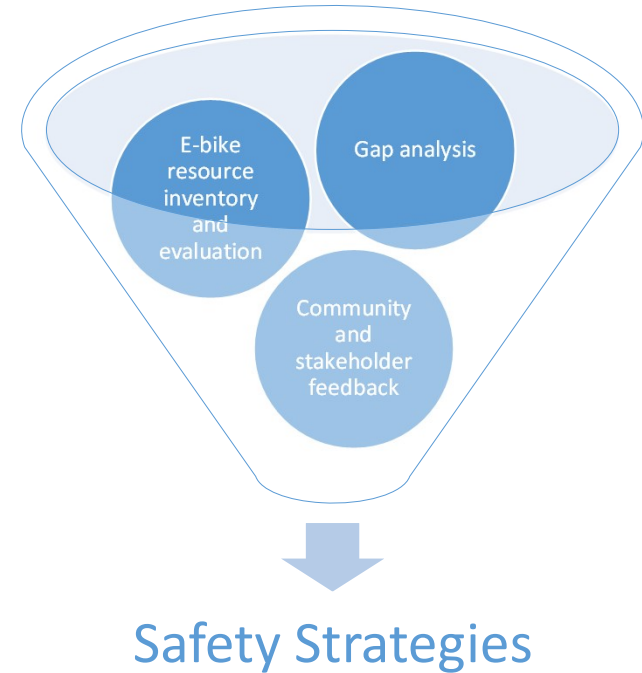 E-bike
resource
inventory
and
evaluation
Gap analysis
Community
and
stakeholder
feedback
Safety Strategies